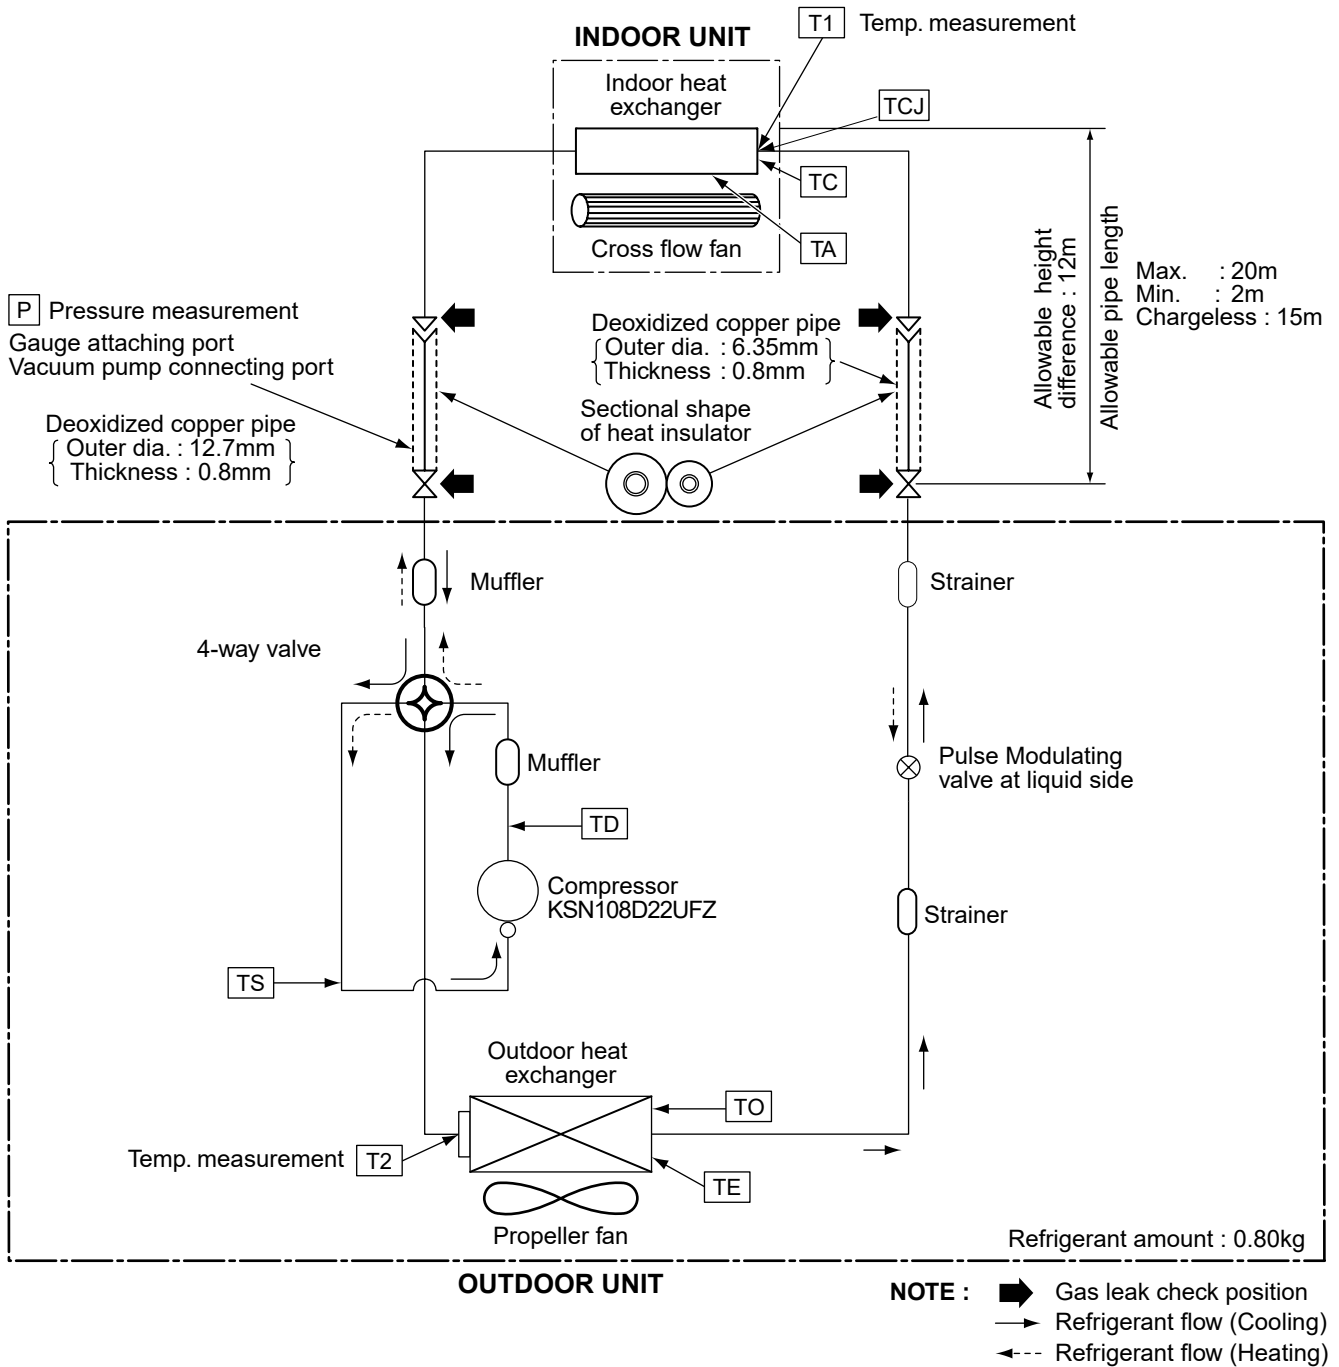 T1 Temp. measurement
INDOOR UNIT
Indoor heat
exchanger
TCJ
TC
TA
Cross flow fan
Allowable height
difference : 12m
Allowable pipe length
Max. : 20m
Min. : 2m
Chargeless : 15m
P Pressure measurement
Gauge attaching port
Vacuum pump connecting port
Deoxidized copper pipe
Outer dia. : 12.7mm
Thickness : 0.8mm
Deoxidized copper pipe
Outer dia. : 6.35mm
Thickness : 0.8mm
Sectional shape
of heat insulator
Muffler
Strainer
4-way valve
Muffler
Pulse Modulating
valve at liquid side
TD
Compressor
KSN108D22UFZ
Strainer
TS
Outdoor heat
exchanger
TO
Temp. measurement T2
TE
Propeller fan
Refrigerant amount : 0.80kg
OUTDOOR UNIT
NOTE : Gas leak check position
Refrigerant flow (Cooling)
Refrigerant flow (Heating)